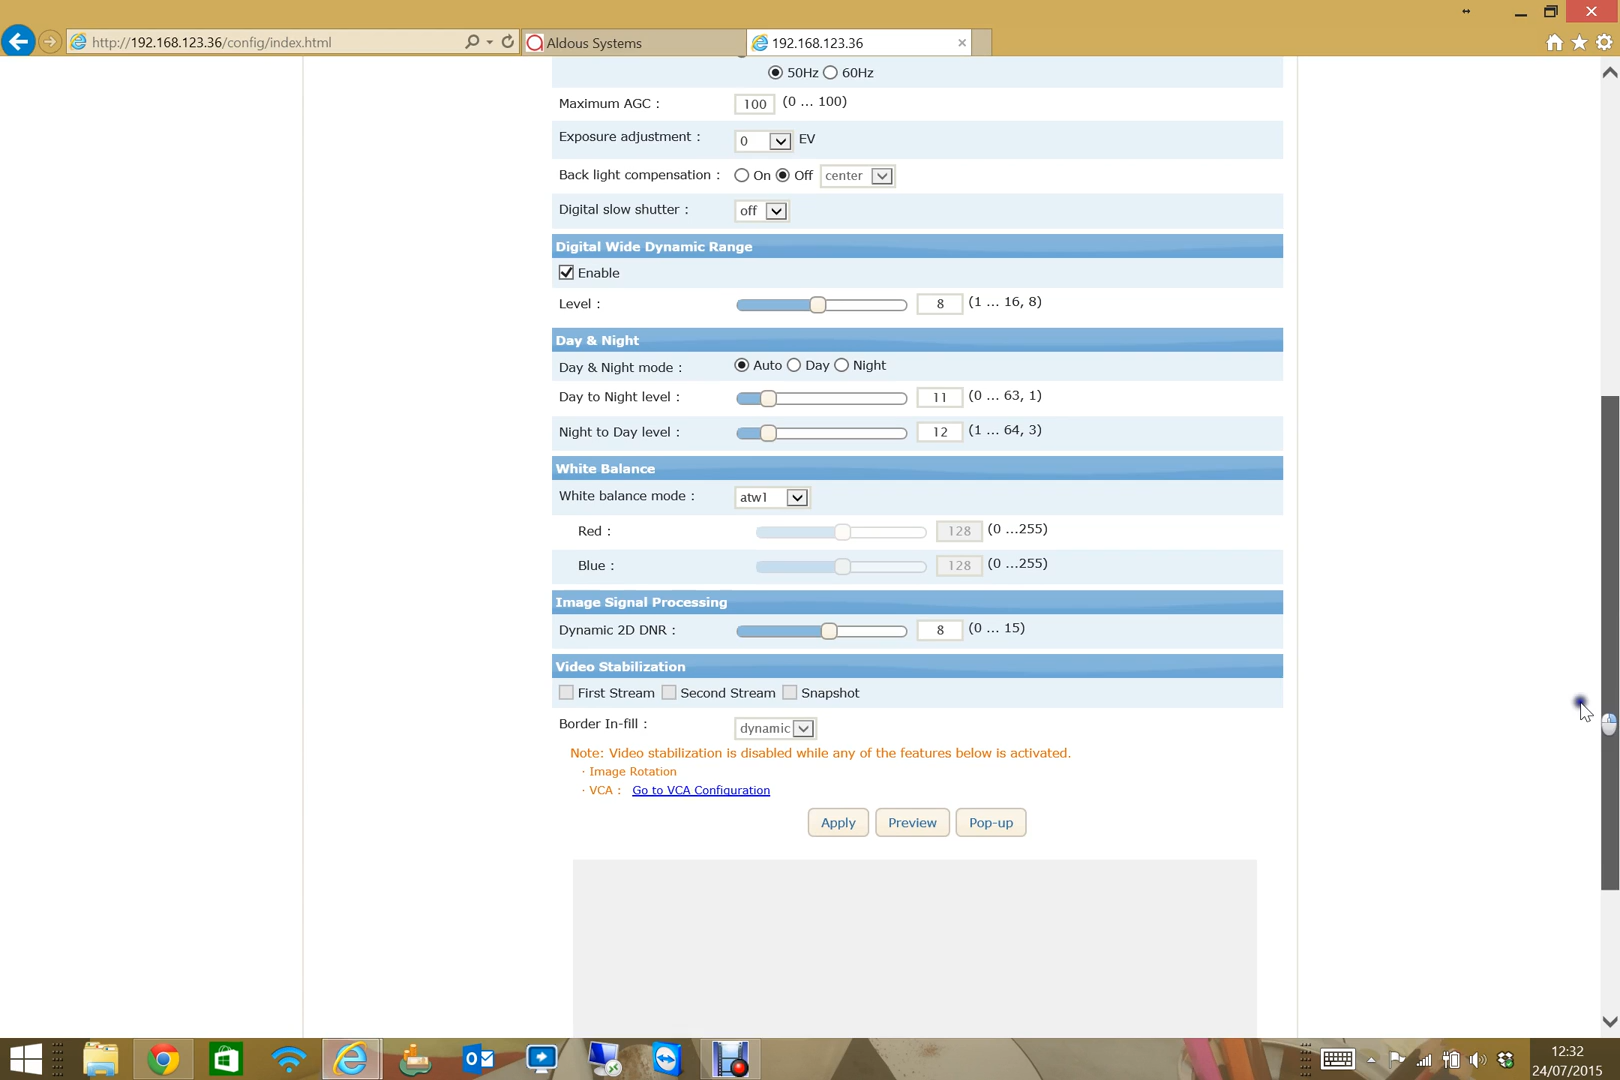 http://192.168.123.36/config/index.html
Aldous Systems
192.168.123.36
50Hz 60Hz
Maximum AGC : 100 (0 ... 100)
Exposure adjustment : 0 EV
Back light compensation : On Off center
Digital slow shutter : off
Digital Wide Dynamic Range
Enable
Level : 8 (1 ... 16, 8)
Day & Night
Day & Night mode : Auto Day Night
Day to Night level : 11 (0 ... 63, 1)
Night to Day level : 12 (1 ... 64, 3)
White Balance
White balance mode : atw1
Red : 128 (0 ...255)
Blue : 128 (0 ...255)
Image Signal Processing
Dynamic 2D DNR : 8 (0 ... 15)
Video Stabilization
First Stream Second Stream Snapshot
Border In-fill : dynamic
Note: Video stabilization is disabled while any of the features below is activated.
· Image Rotation
· VCA : Go to VCA Configuration
Apply Preview Pop-up
12:32
24/07/2015